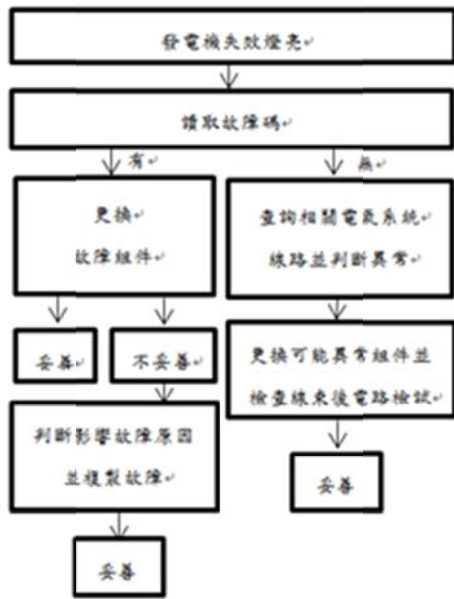 發電機失效燈亮
讀取故障碼
有
無
更換
故障組件
查詢相關電氣系統
線路並判斷異常
妥善
不妥善
更換可能異常組件並
檢查線束後電路檢試
判斷影響故障原因
並複製故障
妥善
妥善